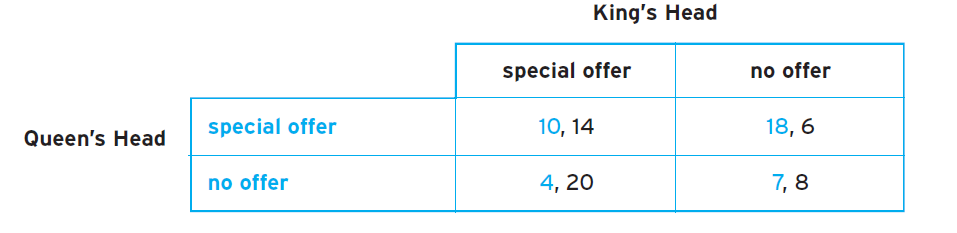 King's Head
special offer no offer
Queen's Head
special offer 10, 14 18, 6
no offer 4, 20 7, 8